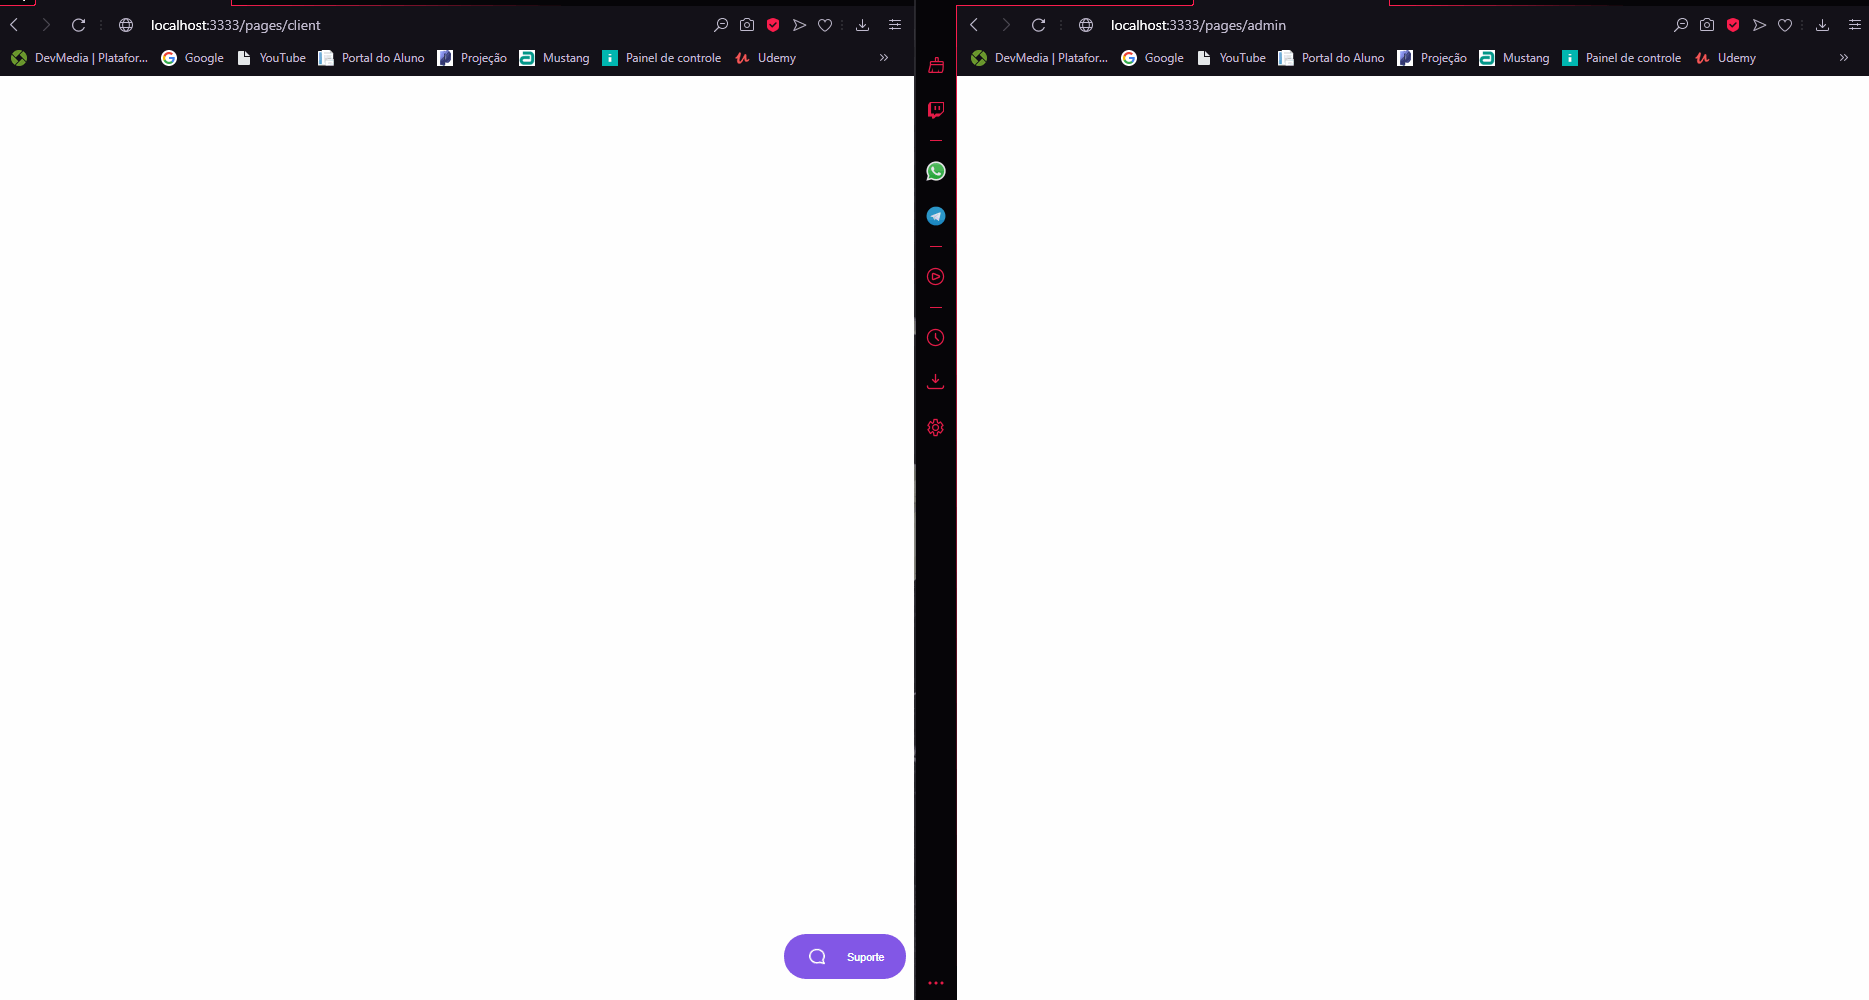 localhost:3333/pages/client
DevMedia | Platafor... Google YouTube Portal do Aluno Projeção Mustang Painel de controle Udemy »
Suporte
localhost:3333/pages/admin
DevMedia | Platafor... Google YouTube Portal do Aluno Projeção Mustang Painel de controle Udemy »